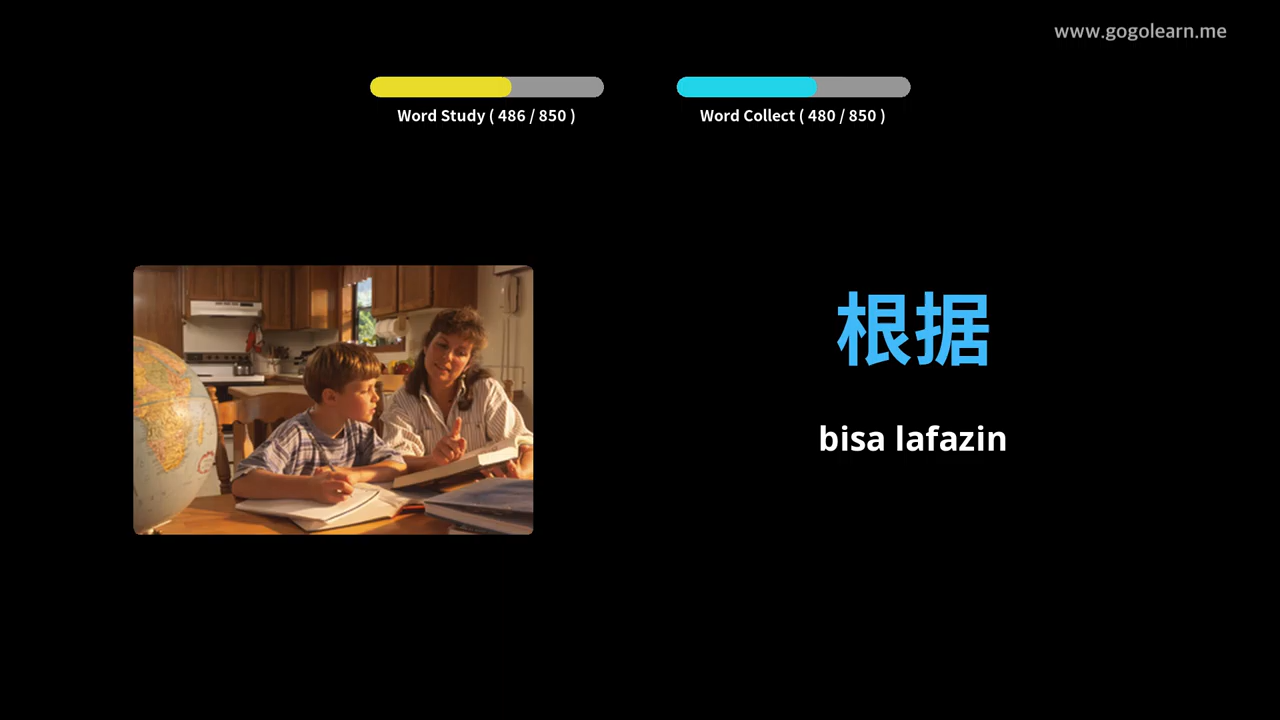 www.gogolearn.me
Word Study ( 486 / 850 )
Word Collect ( 480 / 850 )
根据
bisa lafazin